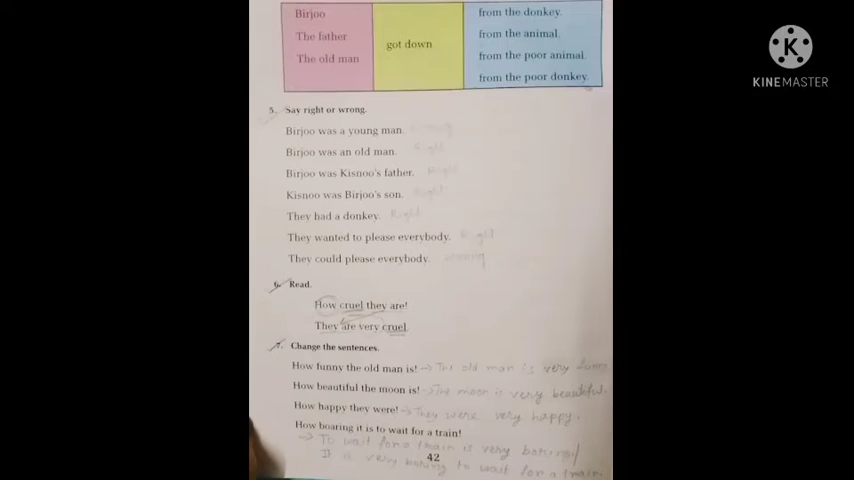 Birjoo
The father
The old man
got down
from the donkey.
from the animal.
from the poor animal.
from the poor donkey.
K
KINEMASTER
5. Say right or wrong.
Birjoo was a young man. wrong
Birjoo was an old man. Right
Birjoo was Kisnoo's father. Right
Kisnoo was Birjoo's son. Right
They had a donkey. Right
They wanted to please everybody. Right
They could please everybody. wrong
6. Read.
How cruel they are!
They are very cruel.
7. Change the sentences.
How funny the old man is! → The old man is very funn
How beautiful the moon is! → The moon is very beautiful.
How happy they were! → They were very happy.
How boaring it is to wait for a train!
→ To wait for a train is very boring/
It is very boring to wait for a train.
42